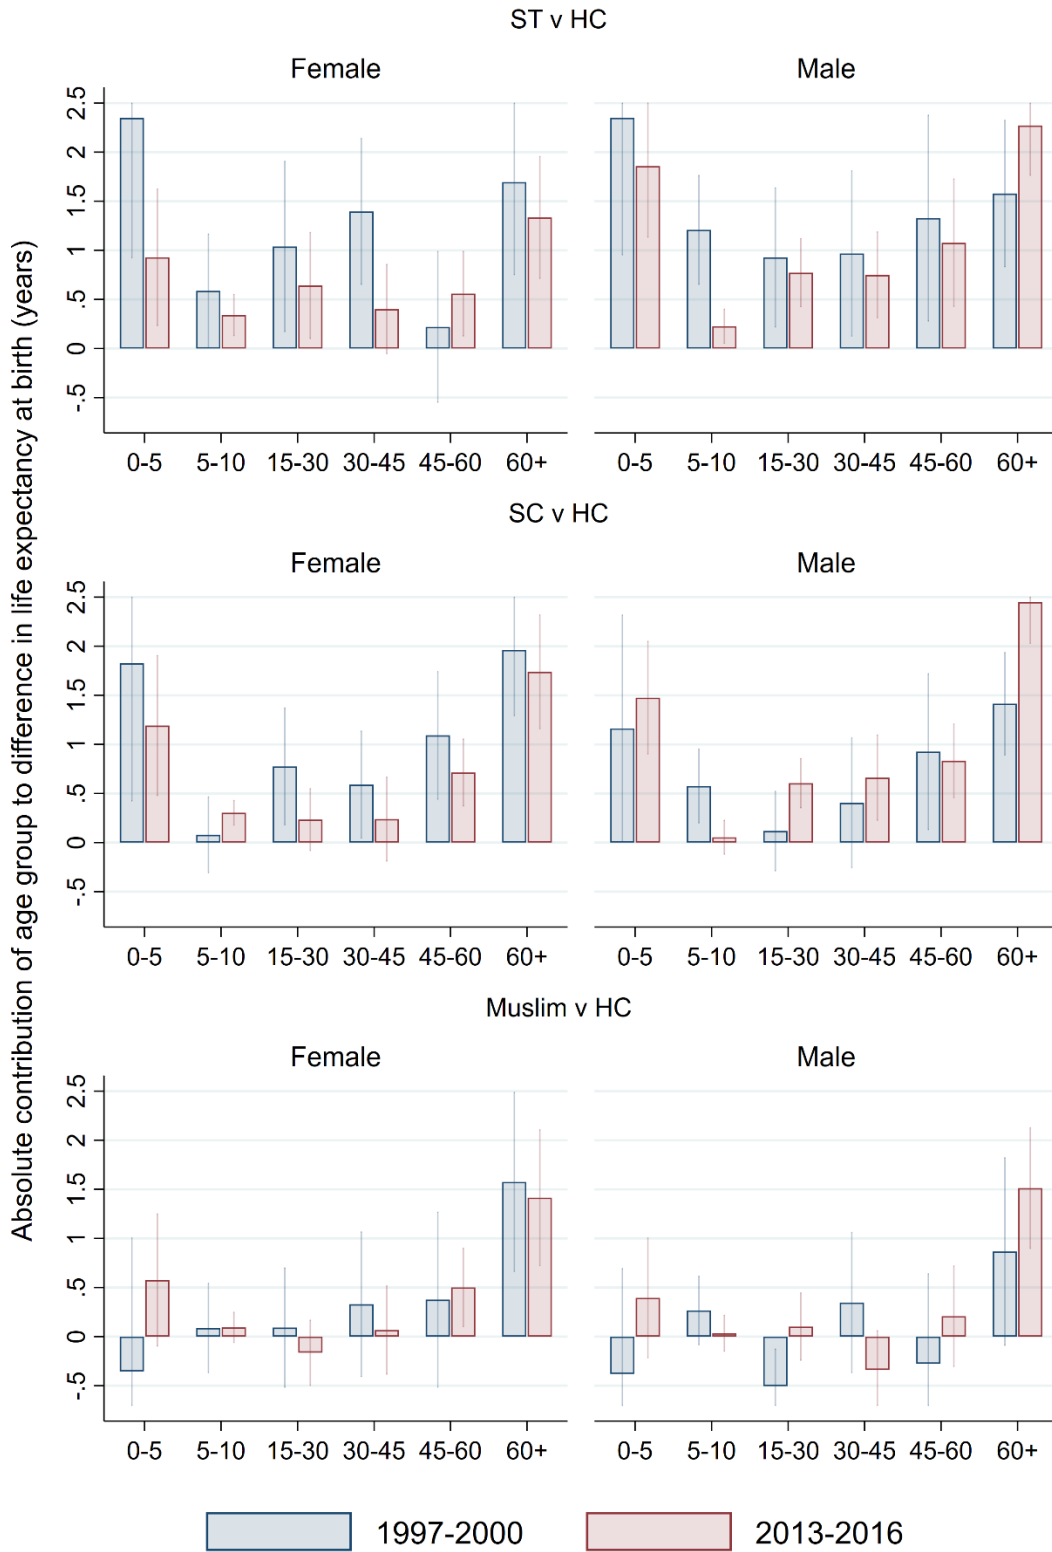 ST v HC
Female
Male
Absolute contribution of age group to difference in life expectancy at birth (years)
2.5
2
1.5
1
.5
0
-.5
0-5 5-10 15-30 30-45 45-60 60+
0-5 5-10 15-30 30-45 45-60 60+
SC v HC
Female
Male
2.5
2
1.5
1
.5
0
-.5
0-5 5-10 15-30 30-45 45-60 60+
0-5 5-10 15-30 30-45 45-60 60+
Muslim v HC
Female
Male
2.5
2
1.5
1
.5
0
-.5
0-5 5-10 15-30 30-45 45-60 60+
0-5 5-10 15-30 30-45 45-60 60+
1997-2000
2013-2016